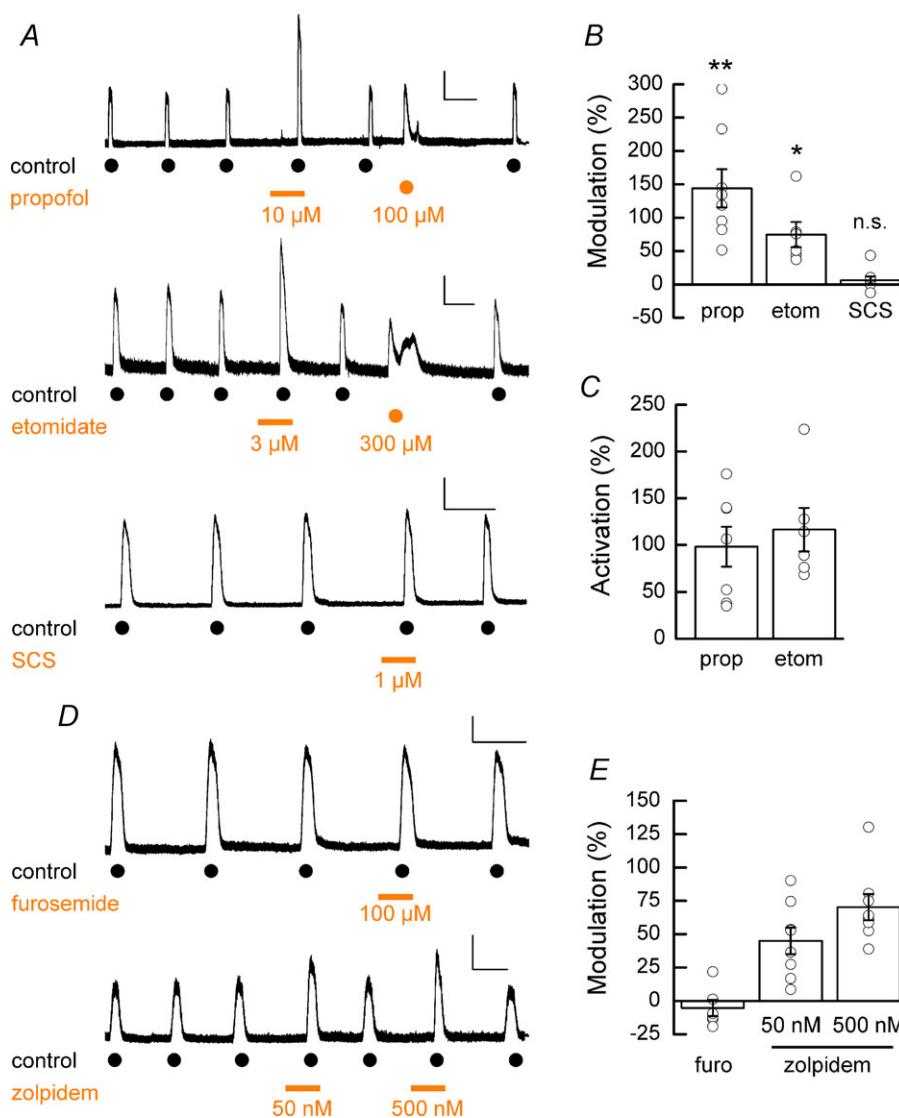 A
control
propofol
10 µM
100 µM
control
etomidate
3 µM
300 µM
control
SCS
1 µM
B
Modulation (%)
**
*
n.s.
300
250
200
150
100
50
0
-50
prop
etom
SCS
C
Activation (%)
250
200
150
100
50
0
prop
etom
D
control
furosemide
100 µM
control
zolpidem
50 nM
500 nM
E
Modulation (%)
150
125
100
75
50
25
0
-25
furo
50 nM
500 nM
zolpidem